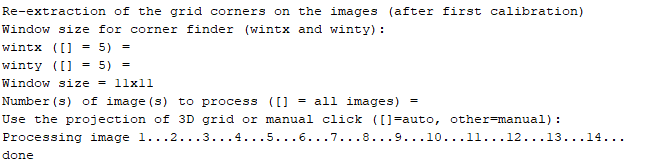 Re-extraction of the grid corners on the images (after first calibration)
Window size for corner finder (wintx and winty):
wintx ([] = 5) =
winty ([] = 5) =
Window size = 11x11
Number(s) of image(s) to process ([] = all images) =
Use the projection of 3D grid or manual click ([]=auto, other=manual):
Processing image 1...2...3...4...5...6...7...8...9...10...11...12...13...14...
done